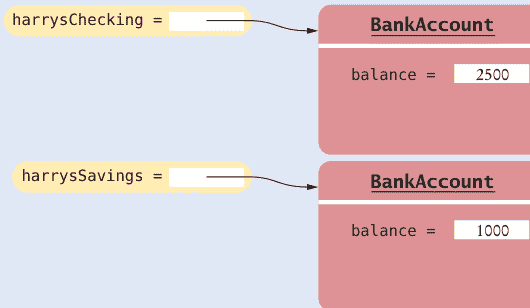 harrysChecking =
BankAccount
balance = 2500
harrysSavings =
BankAccount
balance = 1000